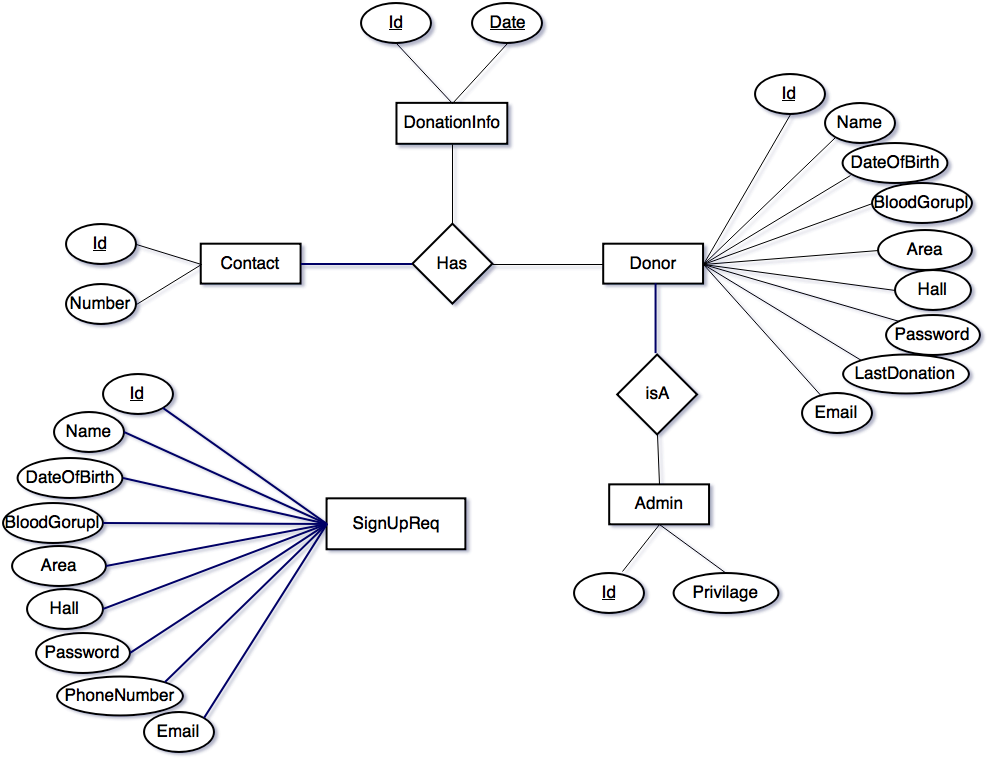 Id
Date
DonationInfo
Id
Name
DateOfBirth
BloodGorupl
Area
Hall
Password
LastDonation
Email
Id
Number
Contact
Has
Donor
isA
Admin
Id
Privilage
Id
Name
DateOfBirth
BloodGorupl
Area
Hall
Password
PhoneNumber
Email
SignUpReq